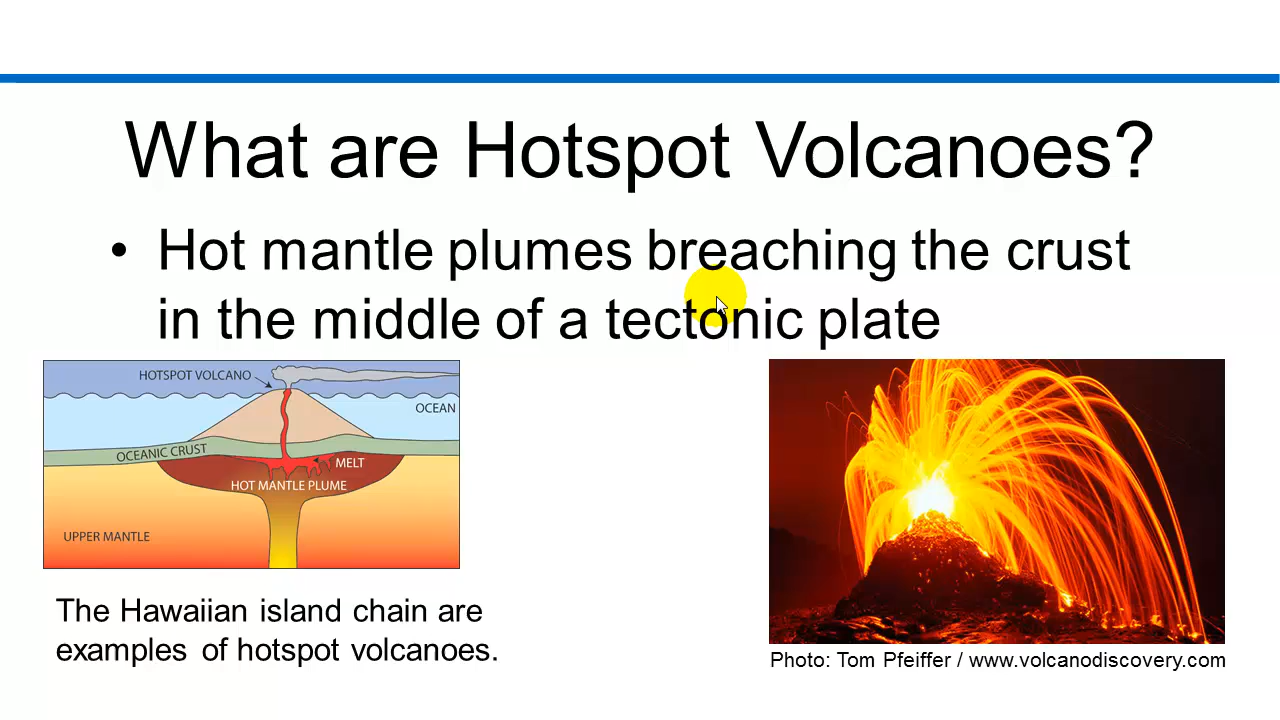 What are Hotspot Volcanoes?
• Hot mantle plumes breaching the crust
in the middle of a tectonic plate
HOTSPOT VOLCANO
OCEAN
OCEANIC CRUST
MELT
HOT MANTLE PLUME
UPPER MANTLE
The Hawaiian island chain are
examples of hotspot volcanoes.
Photo: Tom Pfeiffer / www.volcanodiscovery.com